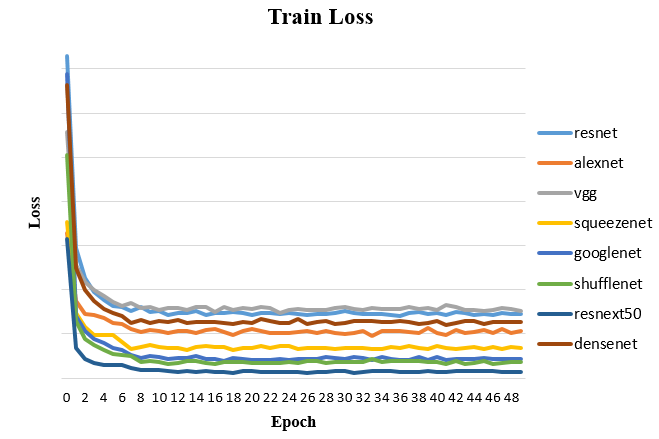 Train Loss
Loss
resnet
alexnet
vgg
squeezenet
googlenet
shufflenet
resnext50
densenet
0 2 4 6 8 10 12 14 16 18 20 22 24 26 28 30 32 34 36 38 40 42 44 46 48
Epoch